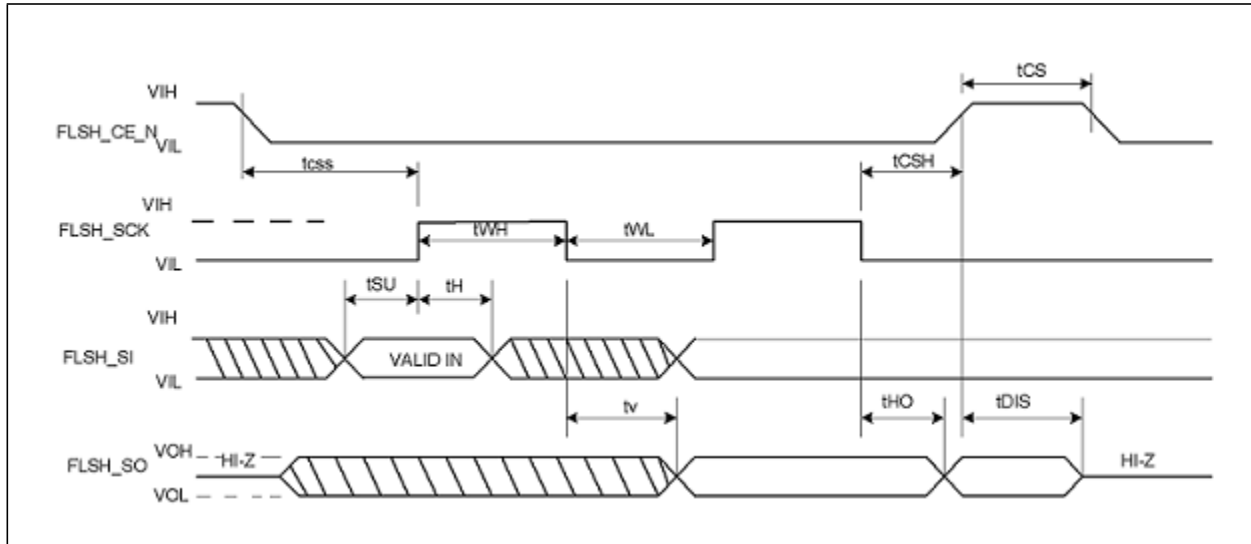 VIH
tCS
FLSH_CE_N
VIL
tcss
tCSH
VIH
FLSH_SCK
tWH
tWL
VIL
tSU
tH
VIH
FLSH_SI
VALID IN
VIL
tv
tHO
tDIS
VOH
HI-Z
FLSH_SO
HI-Z
VOL